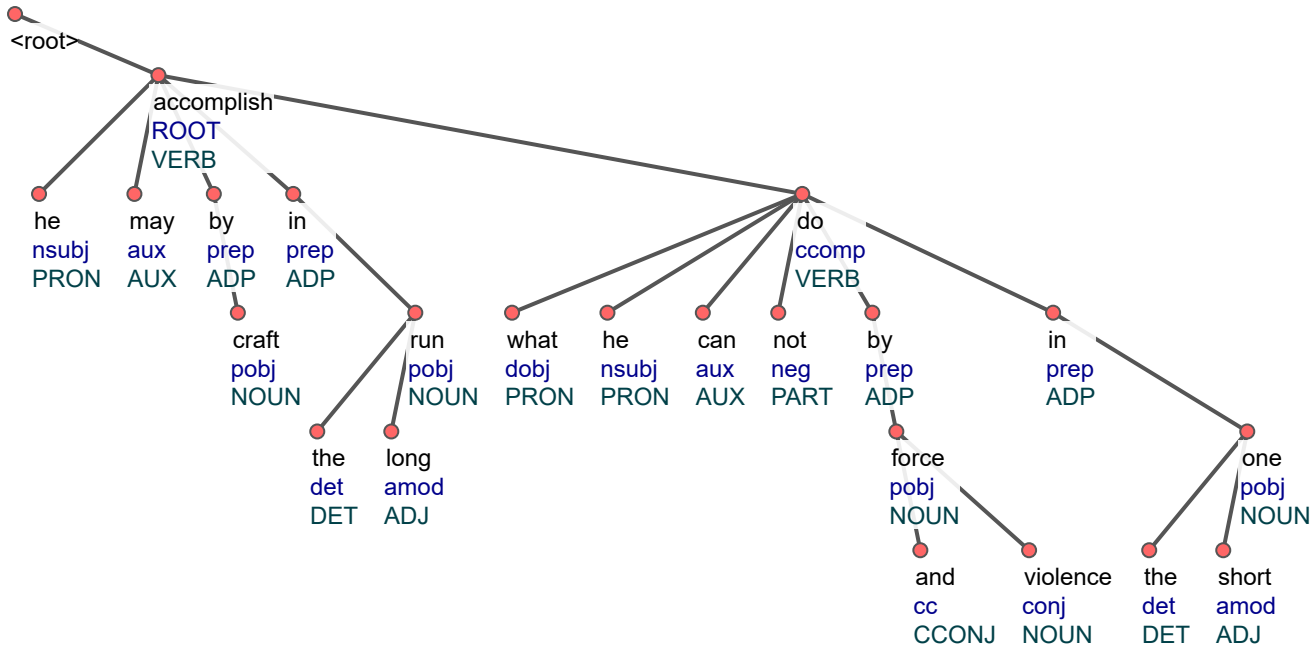 <root>
accomplish
ROOT
VERB
he may by in do
nsubj aux prep prep ccomp
PRON AUX ADP ADP VERB
craft run what he can not by in
pobj pobj dobj nsubj aux neg prep prep
NOUN NOUN PRON PRON AUX PART ADP ADP
the long force one
det amod pobj pobj
DET ADJ NOUN NOUN
and violence the short
cc conj det amod
CCONJ NOUN DET ADJ